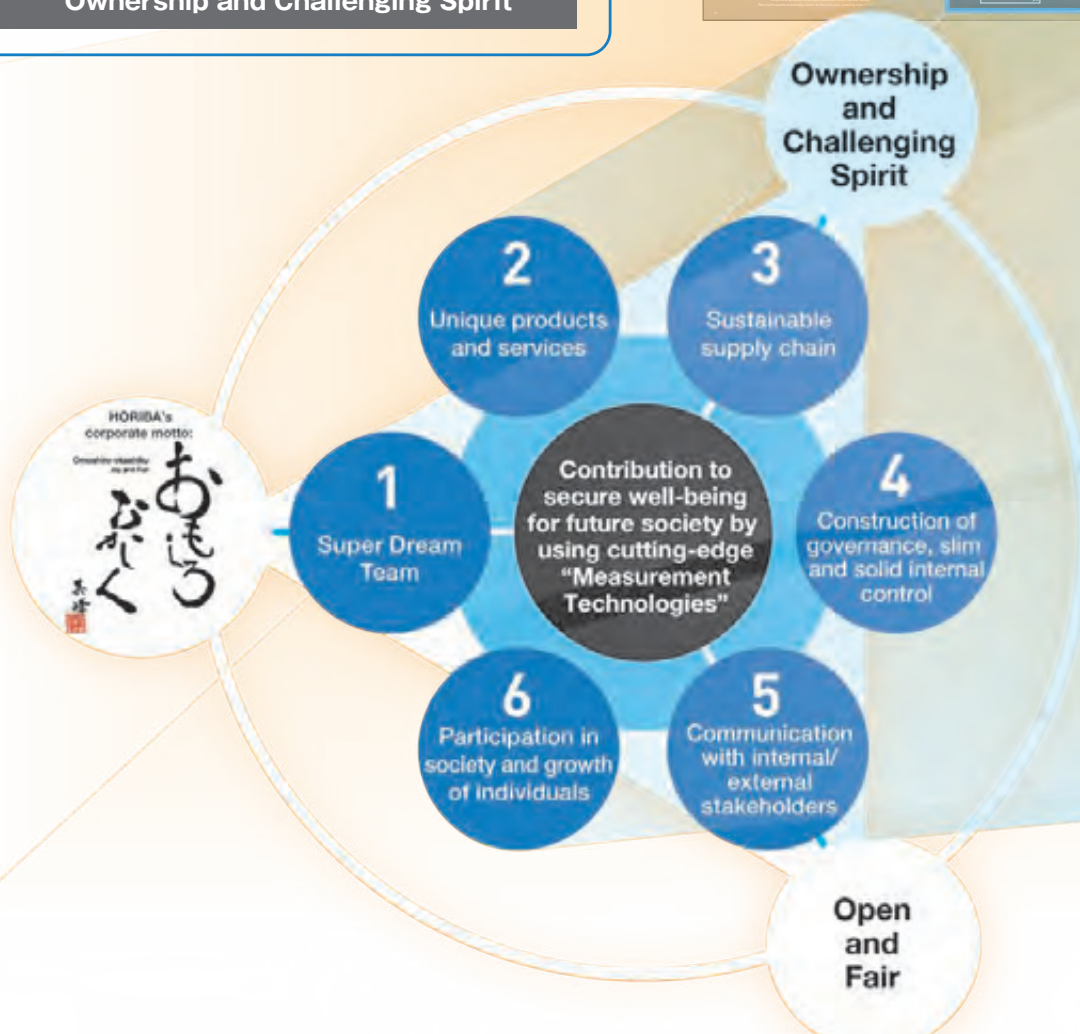 Ownership and Challenging Spirit
Ownership
and
Challenging
Spirit
2
Unique products
and services
3
Sustainable
supply chain
HORIBA's
corporate motto:
Joy and Fun
おもしろ
おかしく
1
Super Dream
Team
Contribution to
secure well-being
for future society by
using cutting-edge
“Measurement
Technologies”
4
Construction of
governance, slim
and solid internal
control
6
Participation in
society and growth
of individuals
5
Communication
with internal/
external
stakeholders
Open
and
Fair